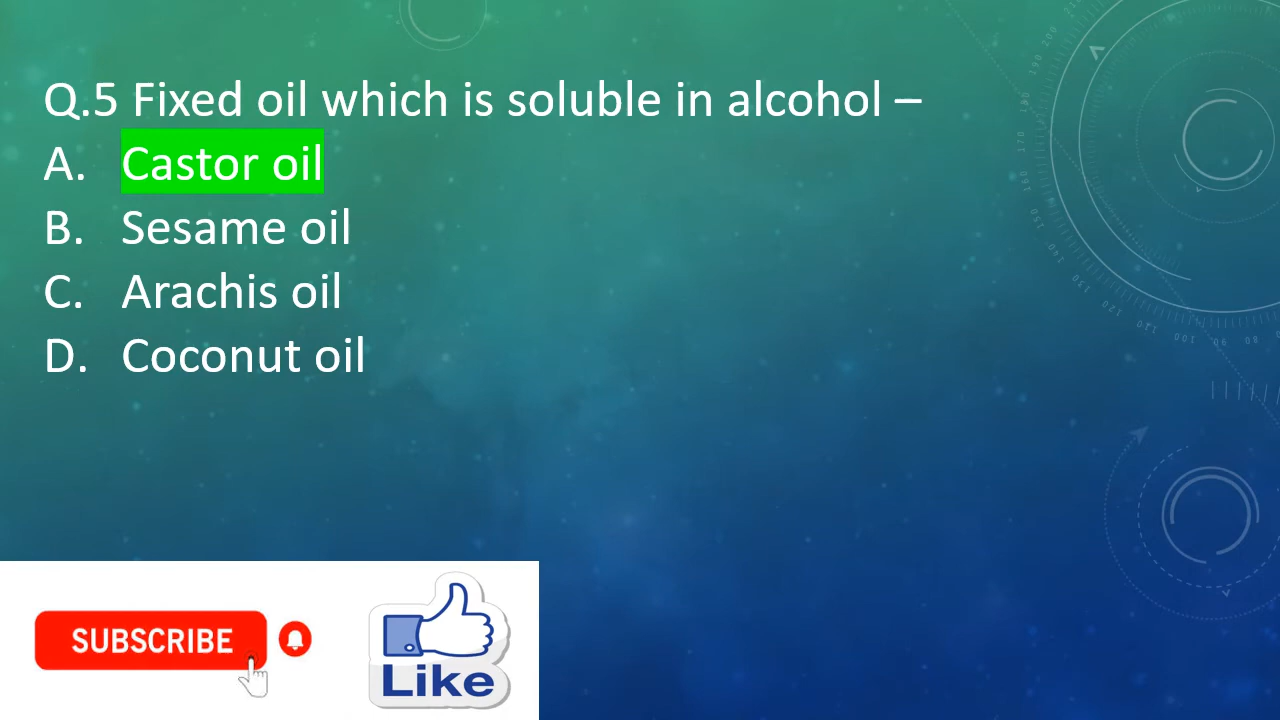 Q.5 Fixed oil which is soluble in alcohol –
A. Castor oil
B. Sesame oil
C. Arachis oil
D. Coconut oil
SUBSCRIBE
Like